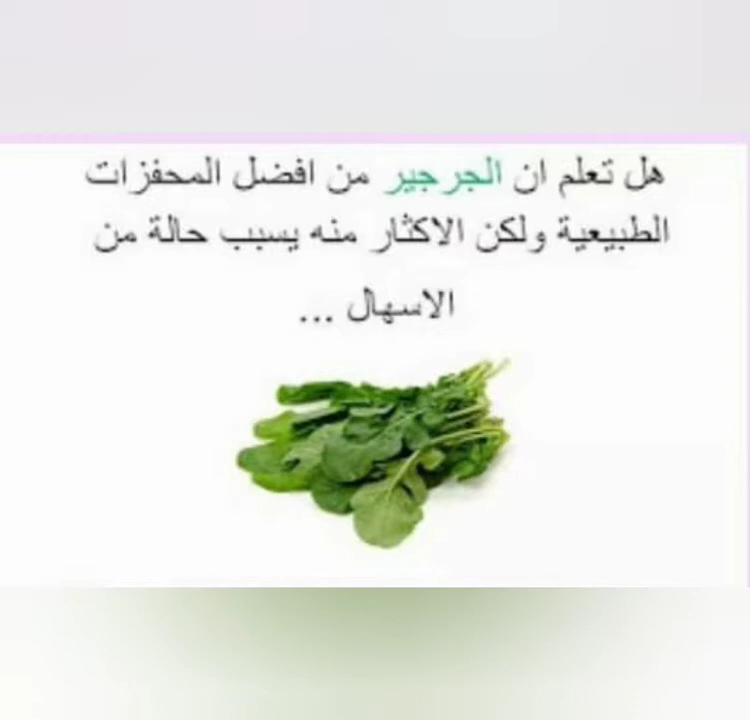 هل تعلم ان الجرجير من افضل المحفزات
الطبيعية ولكن الاكثار منه يسبب حالة من
الاسهال ...